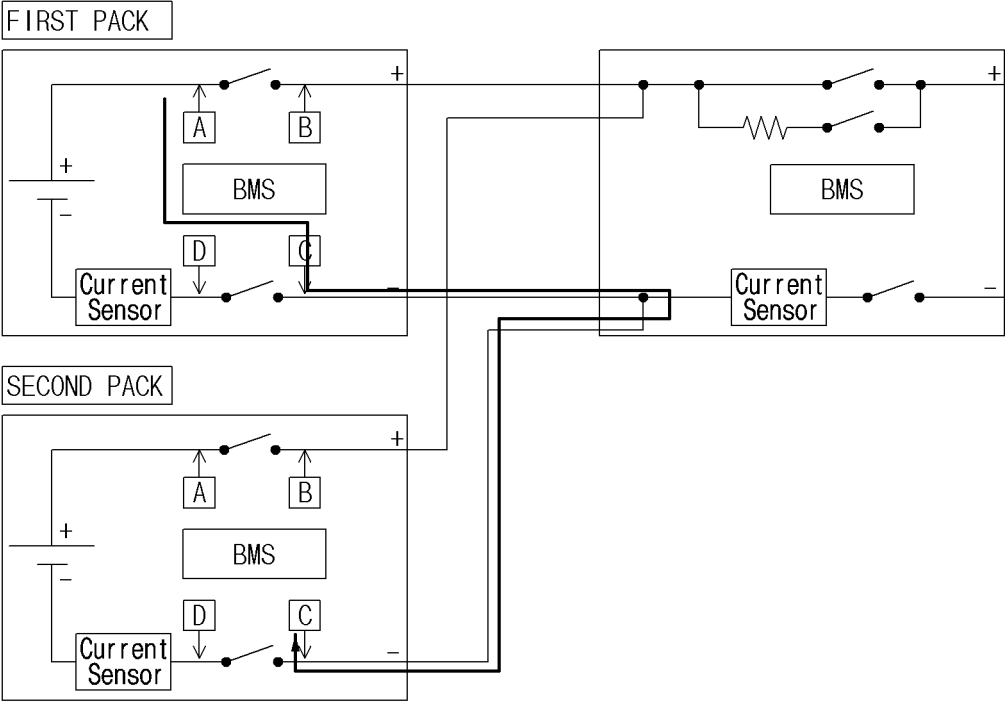 FIRST PACK
+
+
A
B
+
BMS
BMS
−
D
C
Current
Sensor
−
Current
Sensor
−
SECOND PACK
+
A
B
+
BMS
−
D
C
Current
Sensor
−